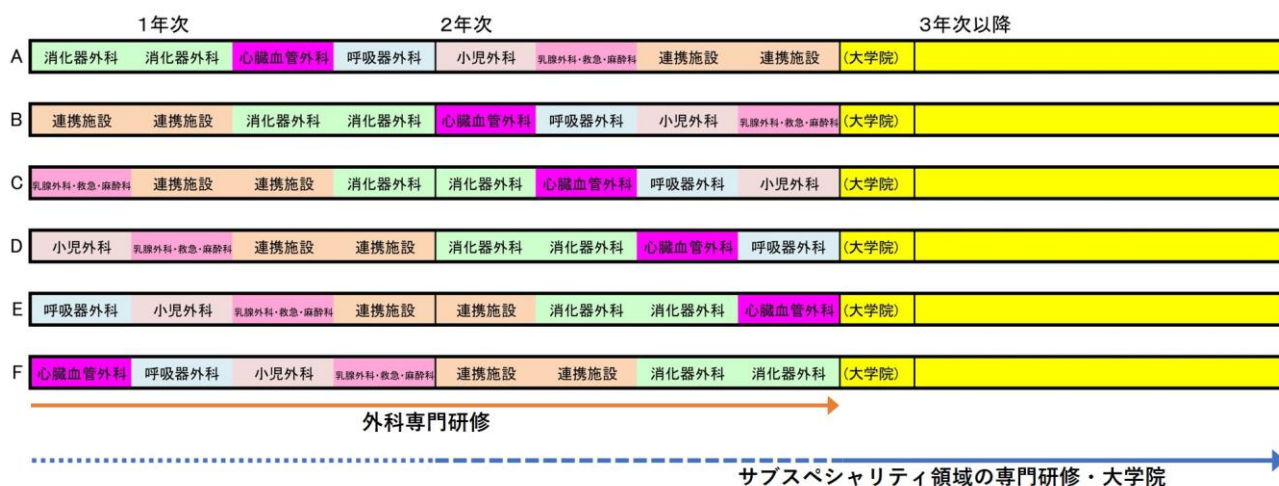 1年次 2年次 3年次以降
A 消化器外科 消化器外科 心臓血管外科 呼吸器外科 小児外科 乳腺外科・救急・麻酔科 連携施設 連携施設 (大学院)
B 連携施設 連携施設 消化器外科 消化器外科 心臓血管外科 呼吸器外科 小児外科 乳腺外科・救急・麻酔科 (大学院)
C 乳腺外科・救急・麻酔科 連携施設 連携施設 消化器外科 消化器外科 心臓血管外科 呼吸器外科 小児外科 (大学院)
D 小児外科 乳腺外科・救急・麻酔科 連携施設 連携施設 消化器外科 消化器外科 心臓血管外科 呼吸器外科 (大学院)
E 呼吸器外科 小児外科 乳腺外科・救急・麻酔科 連携施設 連携施設 消化器外科 消化器外科 心臓血管外科 (大学院)
F 心臓血管外科 呼吸器外科 小児外科 乳腺外科・救急・麻酔科 連携施設 連携施設 消化器外科 消化器外科 (大学院)
外科専門研修
サブスペシャリティ領域の専門研修・大学院